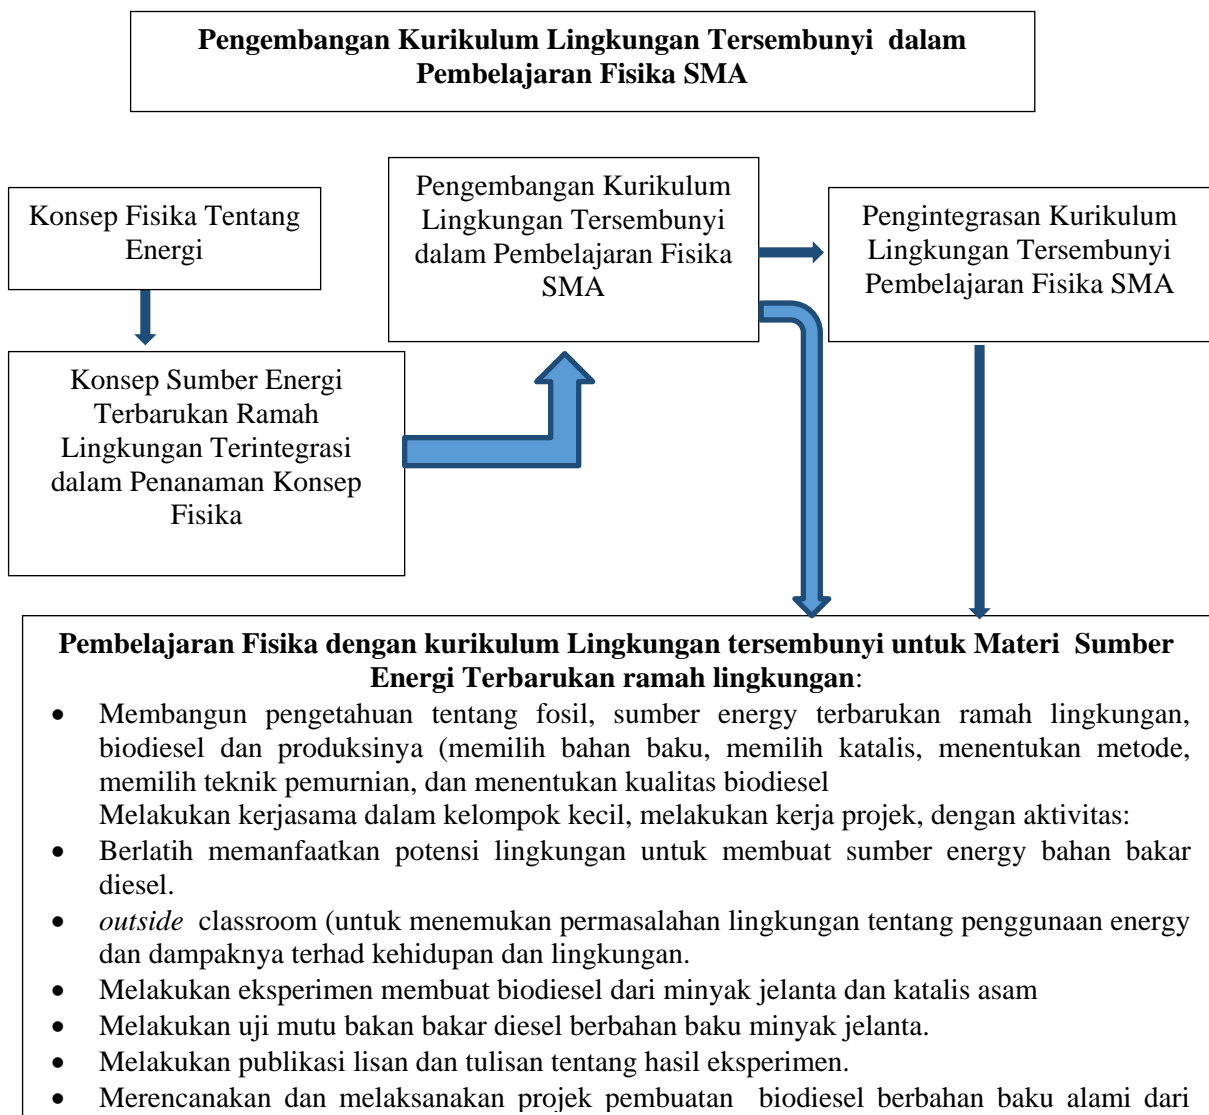 Pengembangan Kurikulum Lingkungan Tersembunyi dalam
Pembelajaran Fisika SMA
Konsep Fisika Tentang
Energi
Pengembangan Kurikulum
Lingkungan Tersembunyi
dalam Pembelajaran Fisika
SMA
Pengintegrasan Kurikulum
Lingkungan Tersembunyi
Pembelajaran Fisika SMA
Konsep Sumber Energi
Terbarukan Ramah
Lingkungan Terintegrasi
dalam Penanaman Konsep
Fisika
Pembelajaran Fisika dengan kurikulum Lingkungan tersembunyi untuk Materi Sumber
Energi Terbarukan ramah lingkungan:
• Membangun pengetahuan tentang fosil, sumber energy terbarukan ramah lingkungan,
biodiesel dan produksinya (memilih bahan baku, memilih katalis, menentukan metode,
memilih teknik pemurnian, dan menentukan kualitas biodiesel
Melakukan kerjasama dalam kelompok kecil, melakukan kerja projek, dengan aktivitas:
• Berlatih memanfaatkan potensi lingkungan untuk membuat sumber energy bahan bakar
diesel.
• outside classroom (untuk menemukan permasalahan lingkungan tentang penggunaan energy
dan dampaknya terhad kehidupan dan lingkungan.
• Melakukan eksperimen membuat biodiesel dari minyak jelanta dan katalis asam
• Melakukan uji mutu bakan bakar diesel berbahan baku minyak jelanta.
• Melakukan publikasi lisan dan tulisan tentang hasil eksperimen.
• Merencanakan dan melaksanakan projek pembuatan biodiesel berbahan baku alami dari